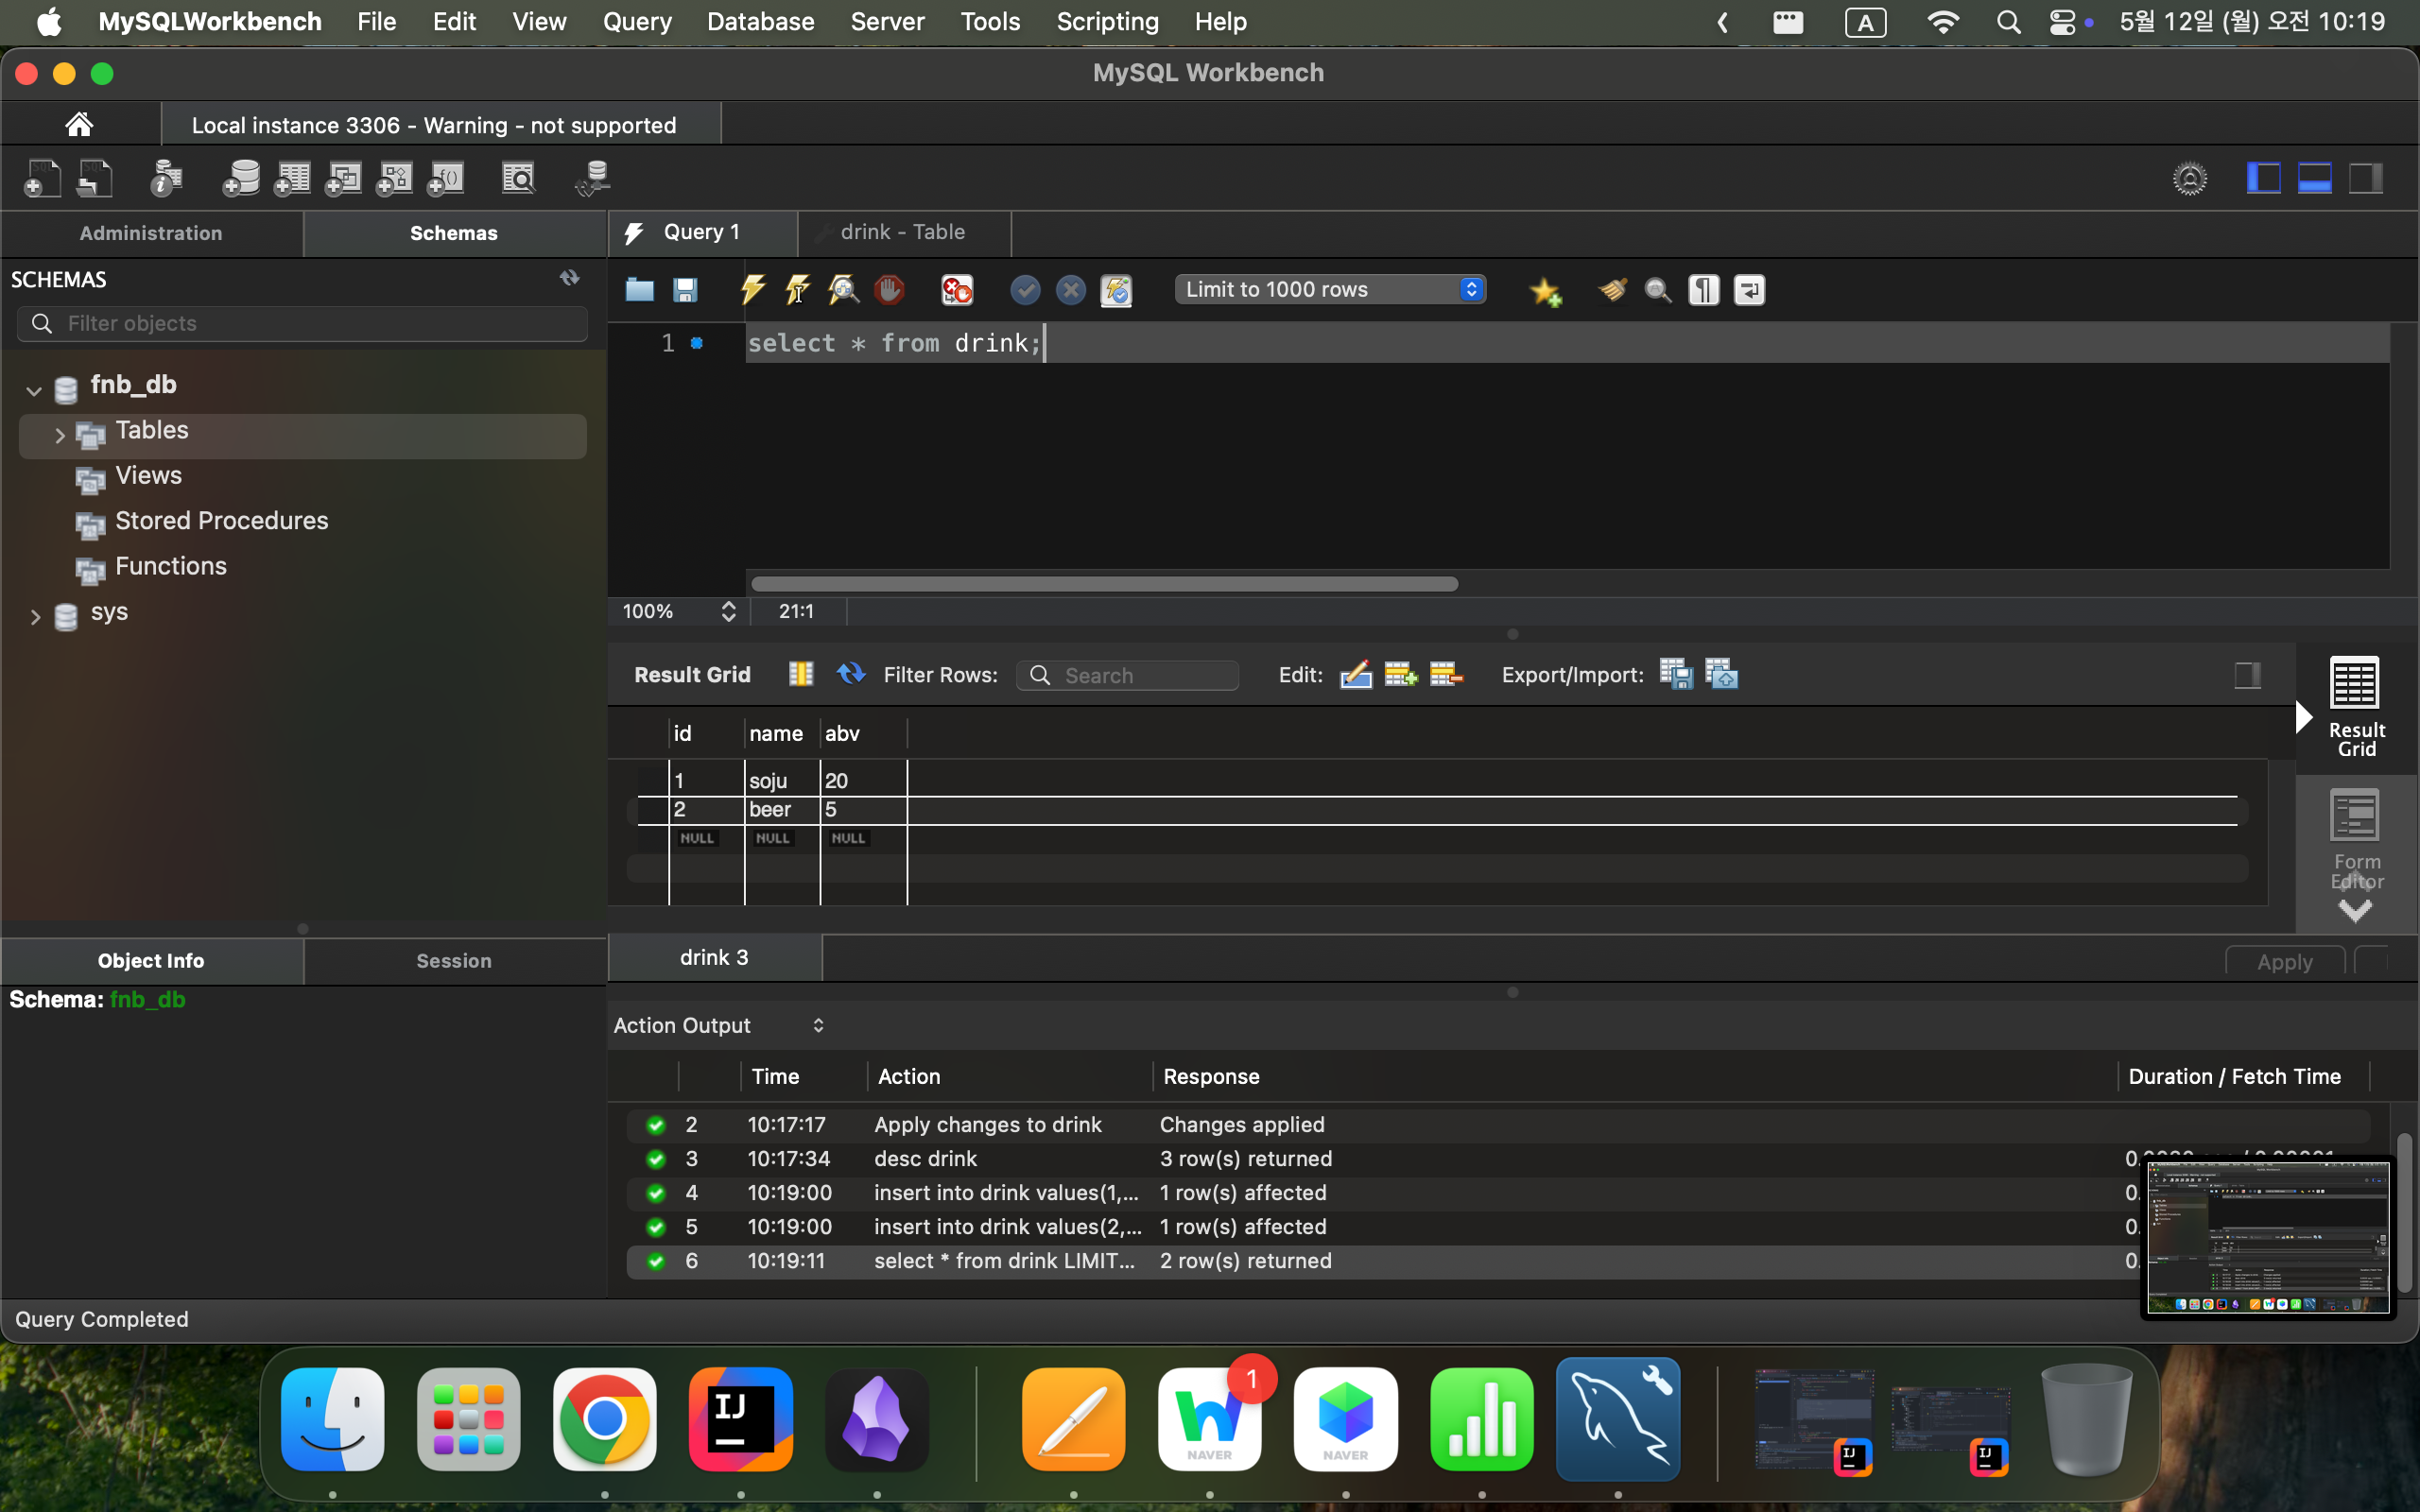 MySQLWorkbench File Edit View Query Database Server Tools Scripting Help A 5월 12일 (월) 오전 10:19
MySQL Workbench
Local instance 3306 - Warning - not supported
Administration Schemas Query 1 drink - Table
SCHEMAS
Filter objects
Limit to 1000 rows
1 select * from drink;
fnb_db
Tables
Views
Stored Procedures
Functions
sys
100% 21:1
Result Grid Filter Rows: Search Edit: Export/Import:
Result Grid
Form Editor
id name abv
1 soju 20
2 beer 5
NULL NULL NULL
drink 3 Apply
Object Info Session
Schema: fnb_db
Action Output
Time Action Response Duration / Fetch Time
2 10:17:17 Apply changes to drink Changes applied
3 10:17:34 desc drink 3 row(s) returned
4 10:19:00 insert into drink values(1,... 1 row(s) affected
5 10:19:00 insert into drink values(2,... 1 row(s) affected
6 10:19:11 select * from drink LIMIT... 2 row(s) returned
Query Completed
IJ
W NAVER 1
NAVER
IJ
IJ